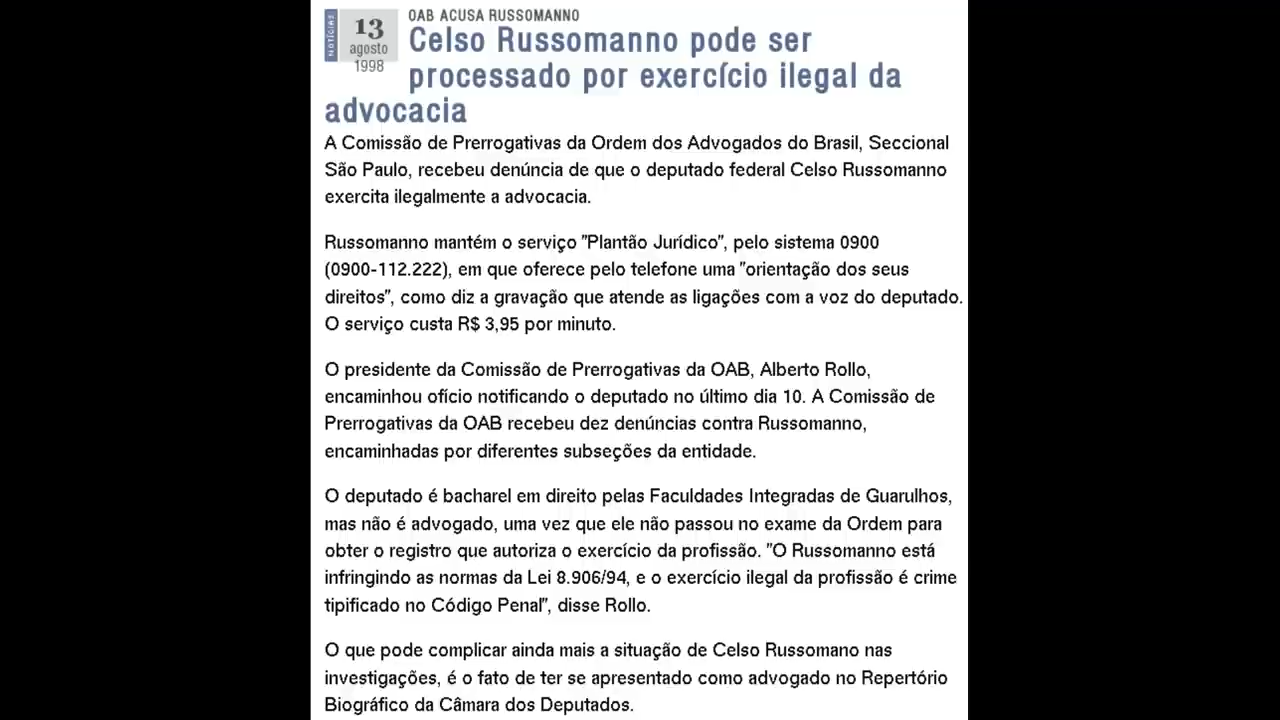 NOTÍCIAS
13
agosto
1998
OAB ACUSA RUSSOMANNO
Celso Russomanno pode ser
processado por exercício ilegal da
advocacia
A Comissão de Prerrogativas da Ordem dos Advogados do Brasil, Seccional
São Paulo, recebeu denúncia de que o deputado federal Celso Russomanno
exercita ilegalmente a advocacia.
Russomanno mantém o serviço "Plantão Jurídico", pelo sistema 0900
(0900-112.222), em que oferece pelo telefone uma "orientação dos seus
direitos", como diz a gravação que atende as ligações com a voz do deputado.
O serviço custa R$ 3,95 por minuto.
O presidente da Comissão de Prerrogativas da OAB, Alberto Rollo,
encaminhou ofício notificando o deputado no último dia 10. A Comissão de
Prerrogativas da OAB recebeu dez denúncias contra Russomanno,
encaminhadas por diferentes subseções da entidade.
O deputado é bacharel em direito pelas Faculdades Integradas de Guarulhos,
mas não é advogado, uma vez que ele não passou no exame da Ordem para
obter o registro que autoriza o exercício da profissão. "O Russomanno está
infringindo as normas da Lei 8.906/94, e o exercício ilegal da profissão é crime
tipificado no Código Penal", disse Rollo.
O que pode complicar ainda mais a situação de Celso Russomano nas
investigações, é o fato de ter se apresentado como advogado no Repertório
Biográfico da Câmara dos Deputados.